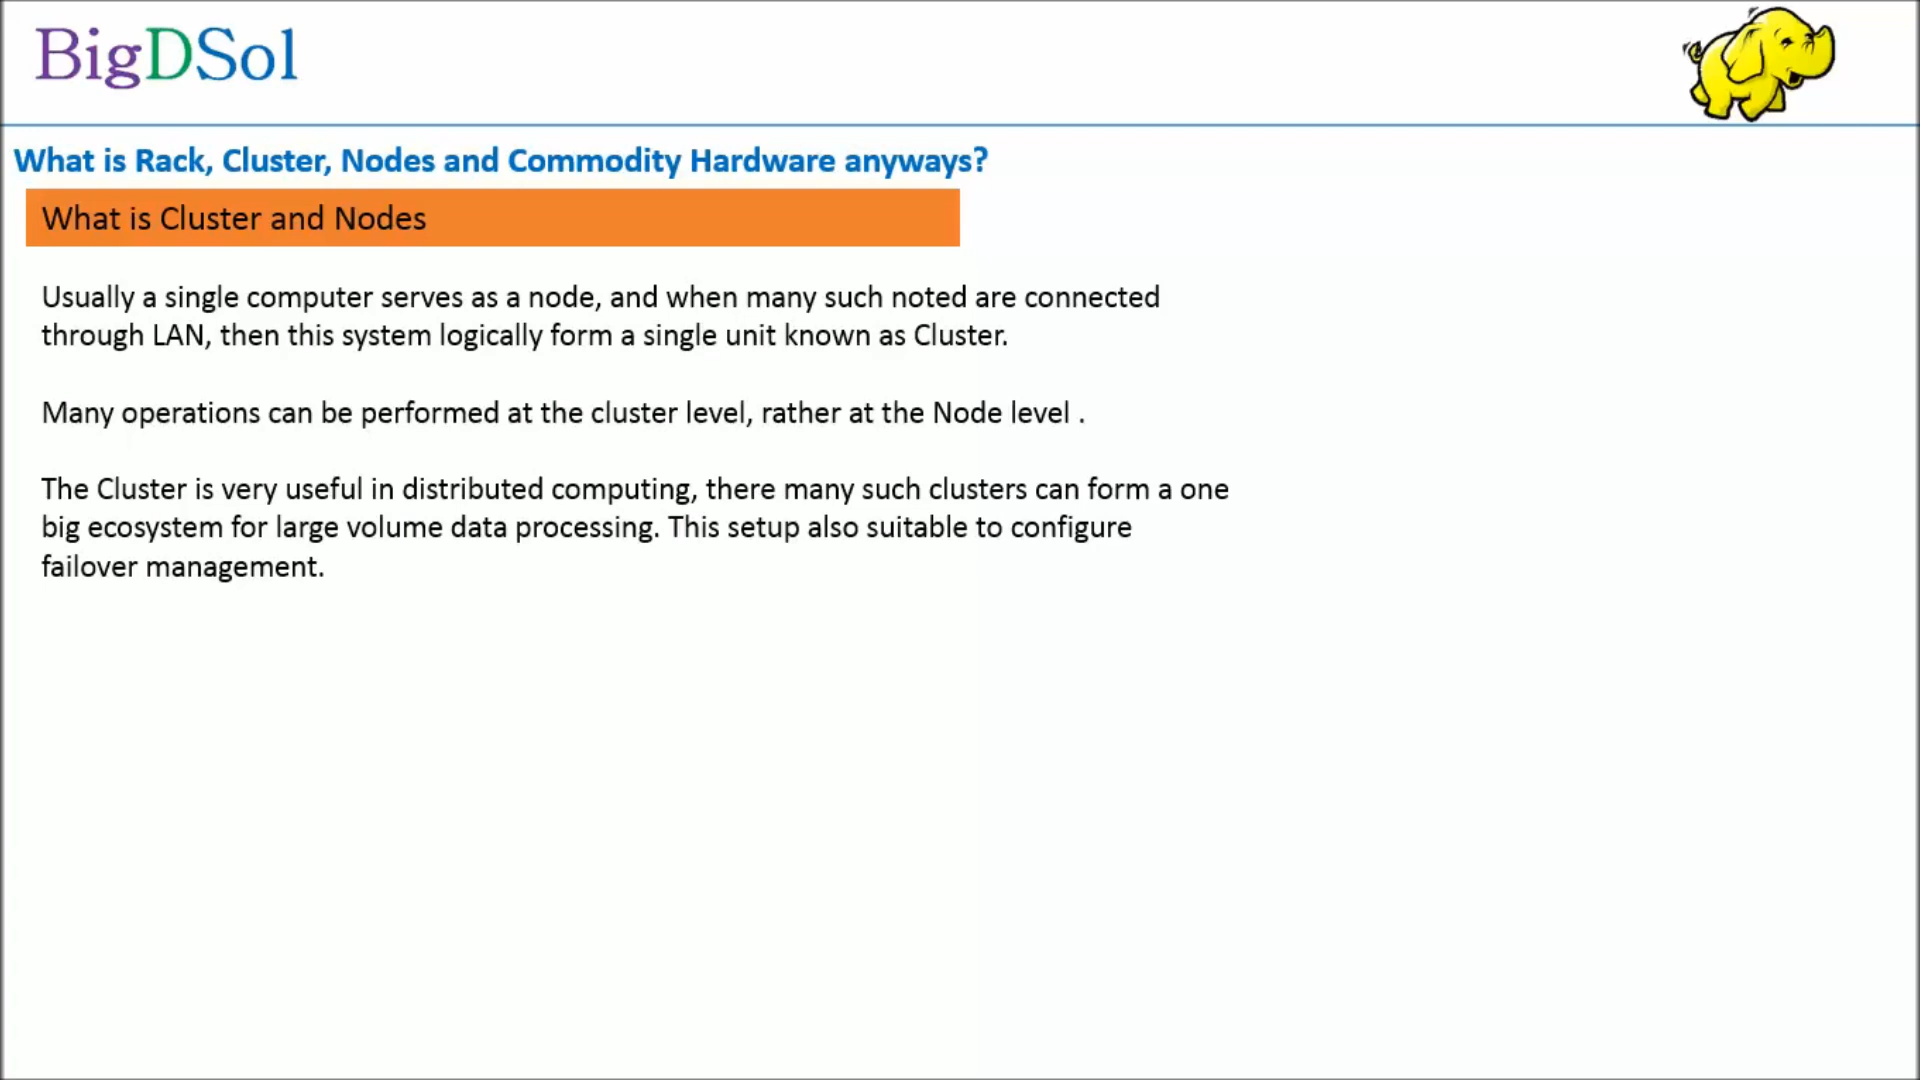 BigDSol
What is Rack, Cluster, Nodes and Commodity Hardware anyways?
What is Cluster and Nodes
Usually a single computer serves as a node, and when many such noted are connected
through LAN, then this system logically form a single unit known as Cluster.
Many operations can be performed at the cluster level, rather at the Node level .
The Cluster is very useful in distributed computing, there many such clusters can form a one
big ecosystem for large volume data processing. This setup also suitable to configure
failover management.